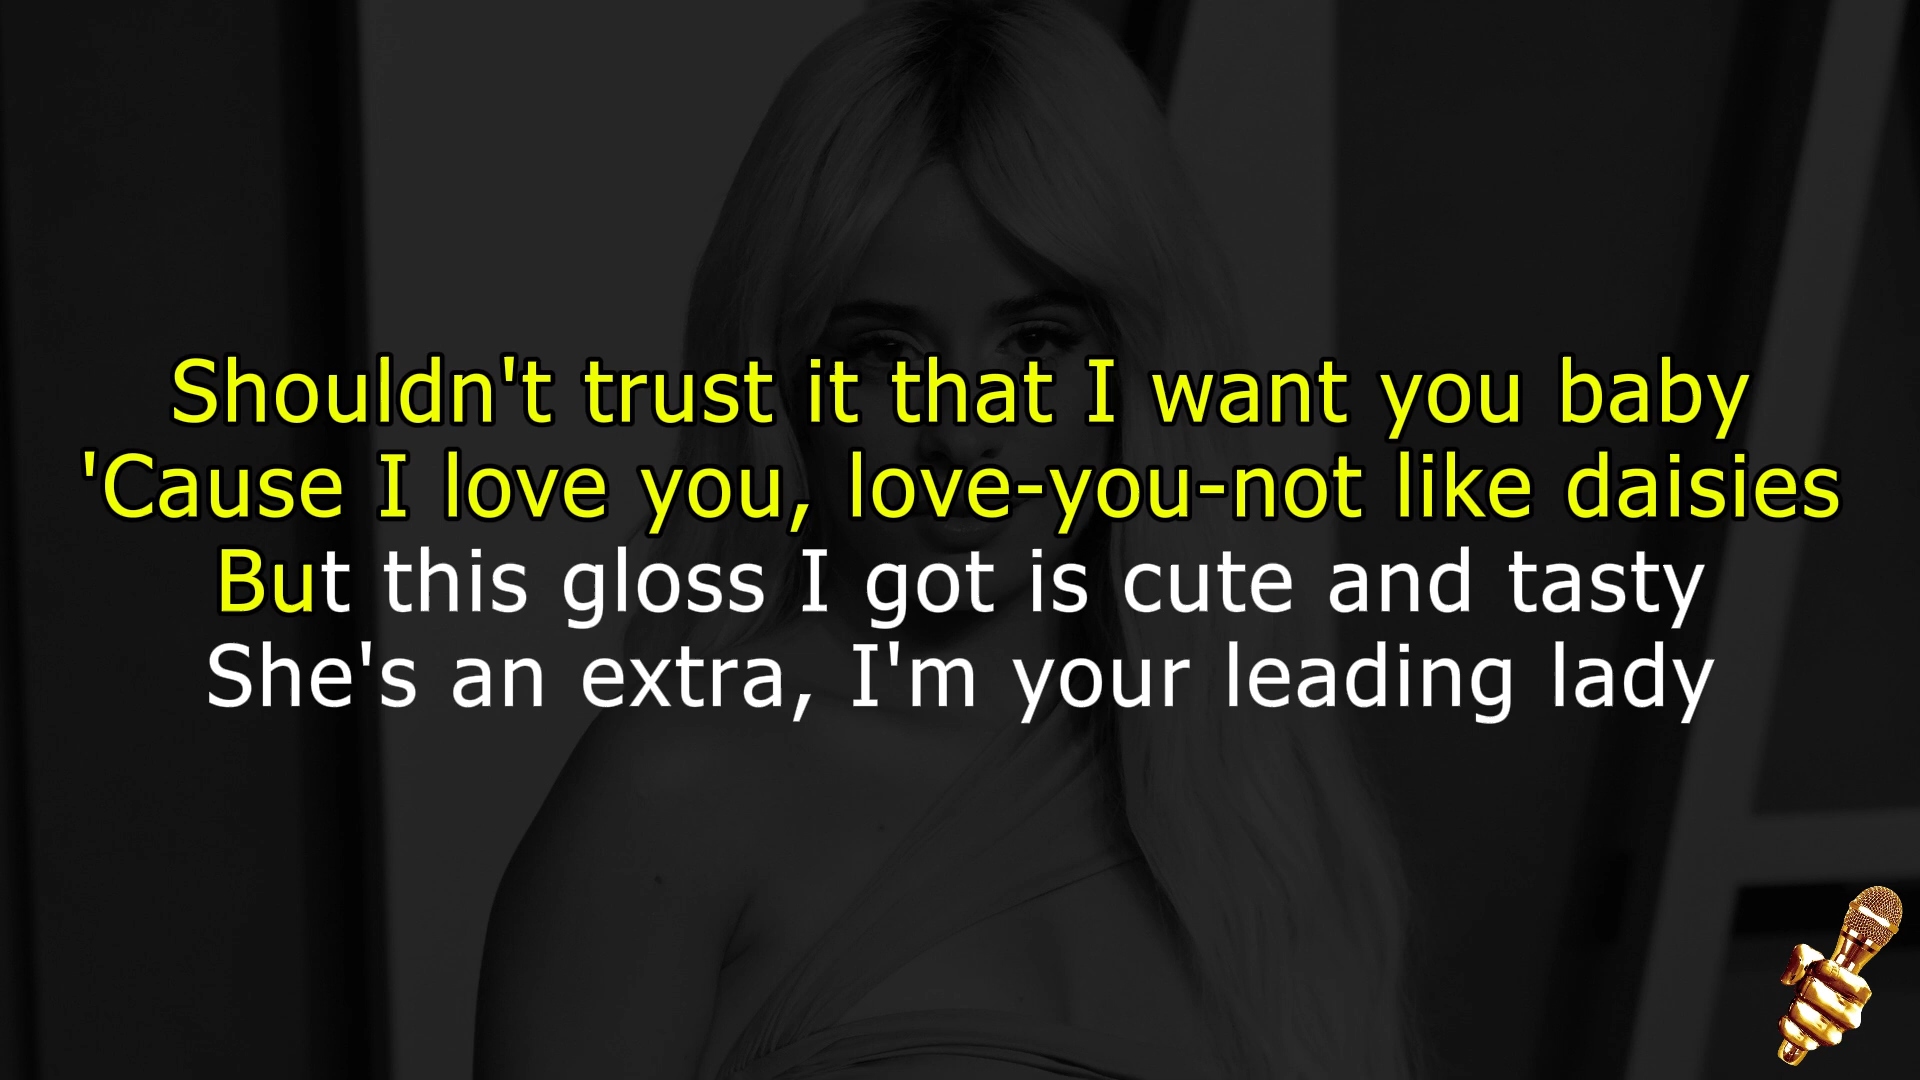 Shouldn't trust it that I want you baby
'Cause I love you, love-you-not like daisies
But this gloss I got is cute and tasty
She's an extra, I'm your leading lady